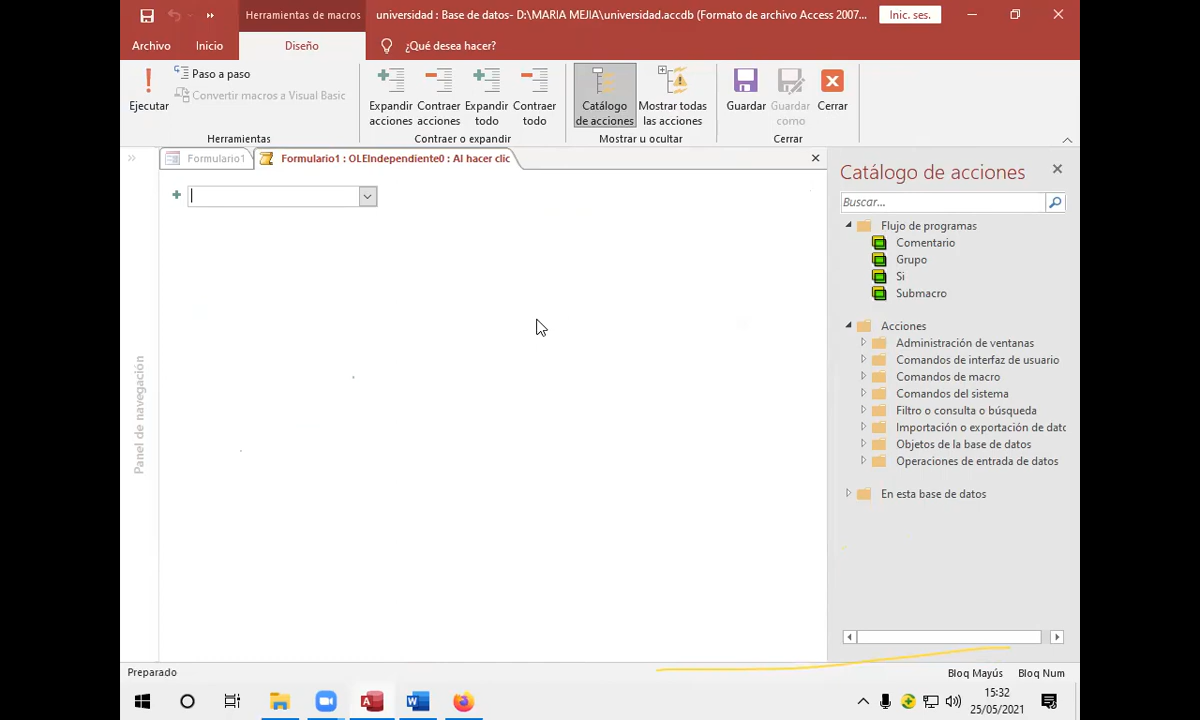 Herramientas de macros
universidad : Base de datos- D:\MARIA MEJIA\universidad.accdb (Formato de archivo Access 2007...
Inic. ses.
Archivo
Inicio
Diseño
¿Qué desea hacer?
Ejecutar
Paso a paso
Convertir macros a Visual Basic
Herramientas
Expandir acciones
Contraer acciones
Expandir todo
Contraer todo
Contraer o expandir
Catálogo de acciones
Mostrar todas las acciones
Mostrar u ocultar
Guardar
Guardar como
Cerrar
Cerrar
Formulario1
Formulario1 : OLEIndependiente0 : Al hacer clic
Panel de navegación
Catálogo de acciones
Buscar...
Flujo de programas
Comentario
Grupo
Si
Submacro
Acciones
Administración de ventanas
Comandos de interfaz de usuario
Comandos de macro
Comandos del sistema
Filtro o consulta o búsqueda
Importación o exportación de datc
Objetos de la base de datos
Operaciones de entrada de datos
En esta base de datos
Preparado
Bloq Mayús
Bloq Num
15:32
25/05/2021